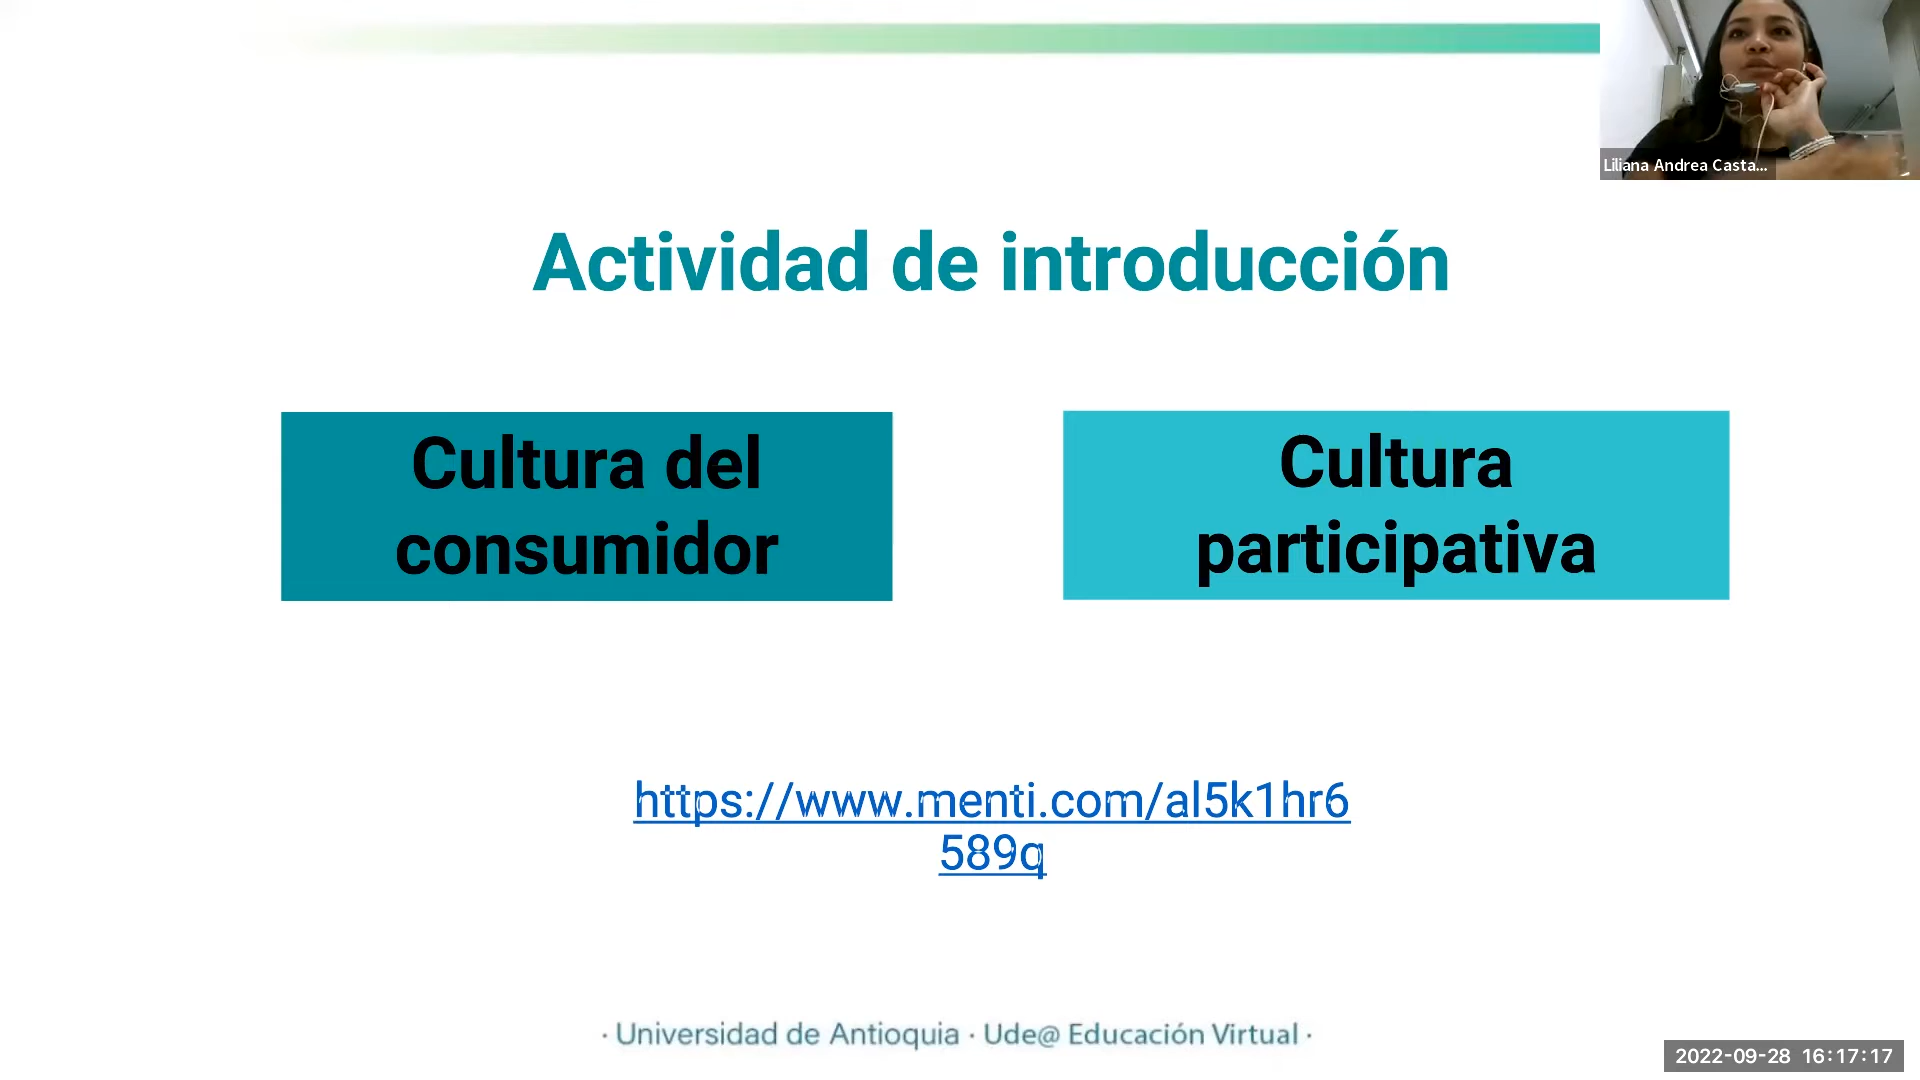 Liliana Andrea Casta...
Actividad de introducción
Cultura del
consumidor
Cultura
participativa
https://www.menti.com/al5k1hr6
589q
· Universidad de Antioquia · Ude@ Educación Virtual ·
2022-09-28 16:17:17